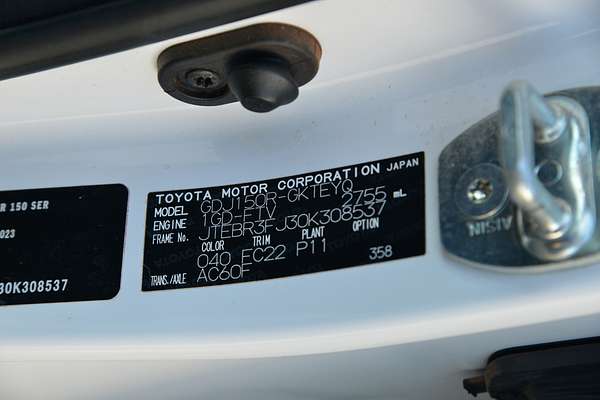 R 150 SER
023
30K308537
TOYOTA MOTOR CORPORATION JAPAN
MODEL GDJ150R-GKTEYQ
ENGINE 1GD-FTV 2755 mL
FRAME No. JTEBR3FJ30K308537
COLOR TRIM PLANT OPTION
040 FC22 P11
TRANS./AXLE AC60F 358
AISIN